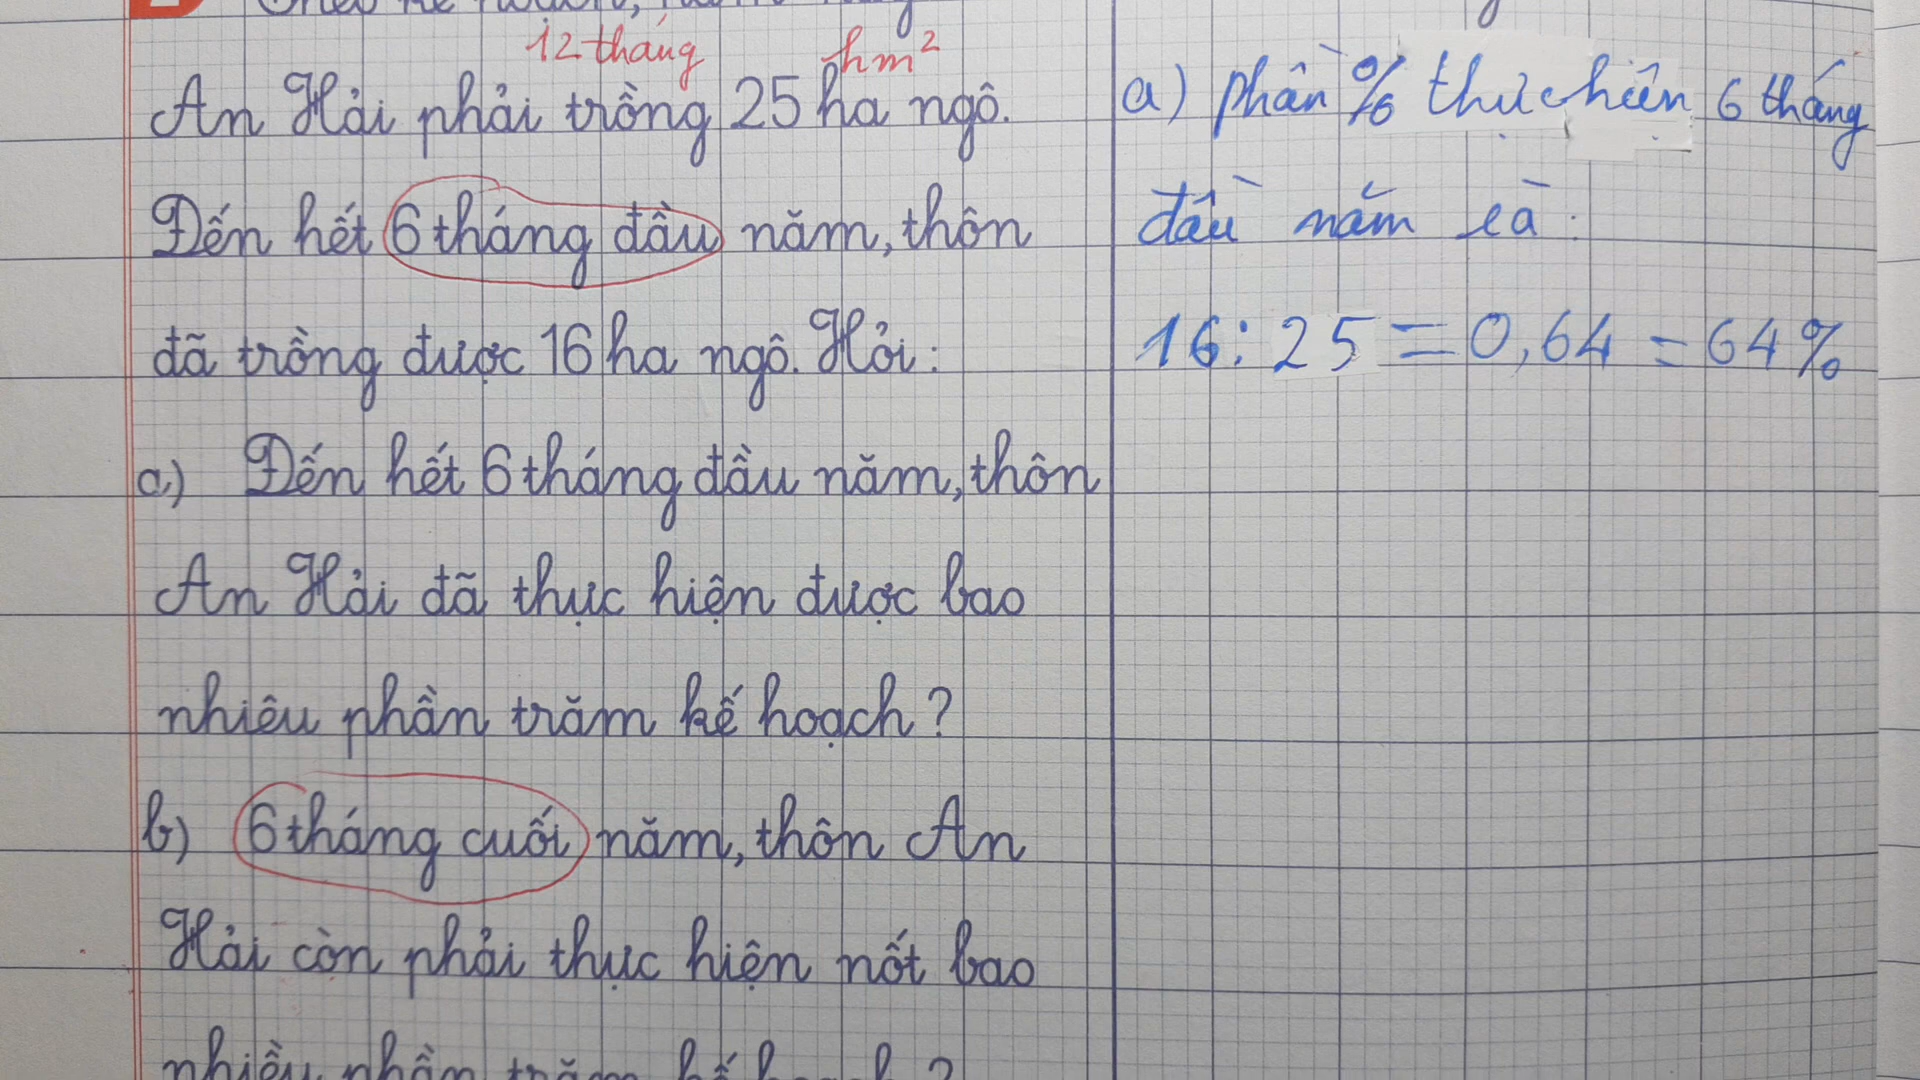 12 tháng hm²
An Hải phải trồng 25 ha ngô.
Đến hết 6 tháng đầu năm, thôn
đã trồng được 16 ha ngô. Hỏi:
a) Đến hết 6 tháng đầu năm, thôn
An Hải đã thực hiện được bao
nhiêu phần trăm kế hoạch?
b) 6 tháng cuối năm, thôn An
Hải còn phải thực hiện nốt bao
a) phần % thực hiện 6 tháng
đầu năm là:
16 : 25 = 0,64 = 64%